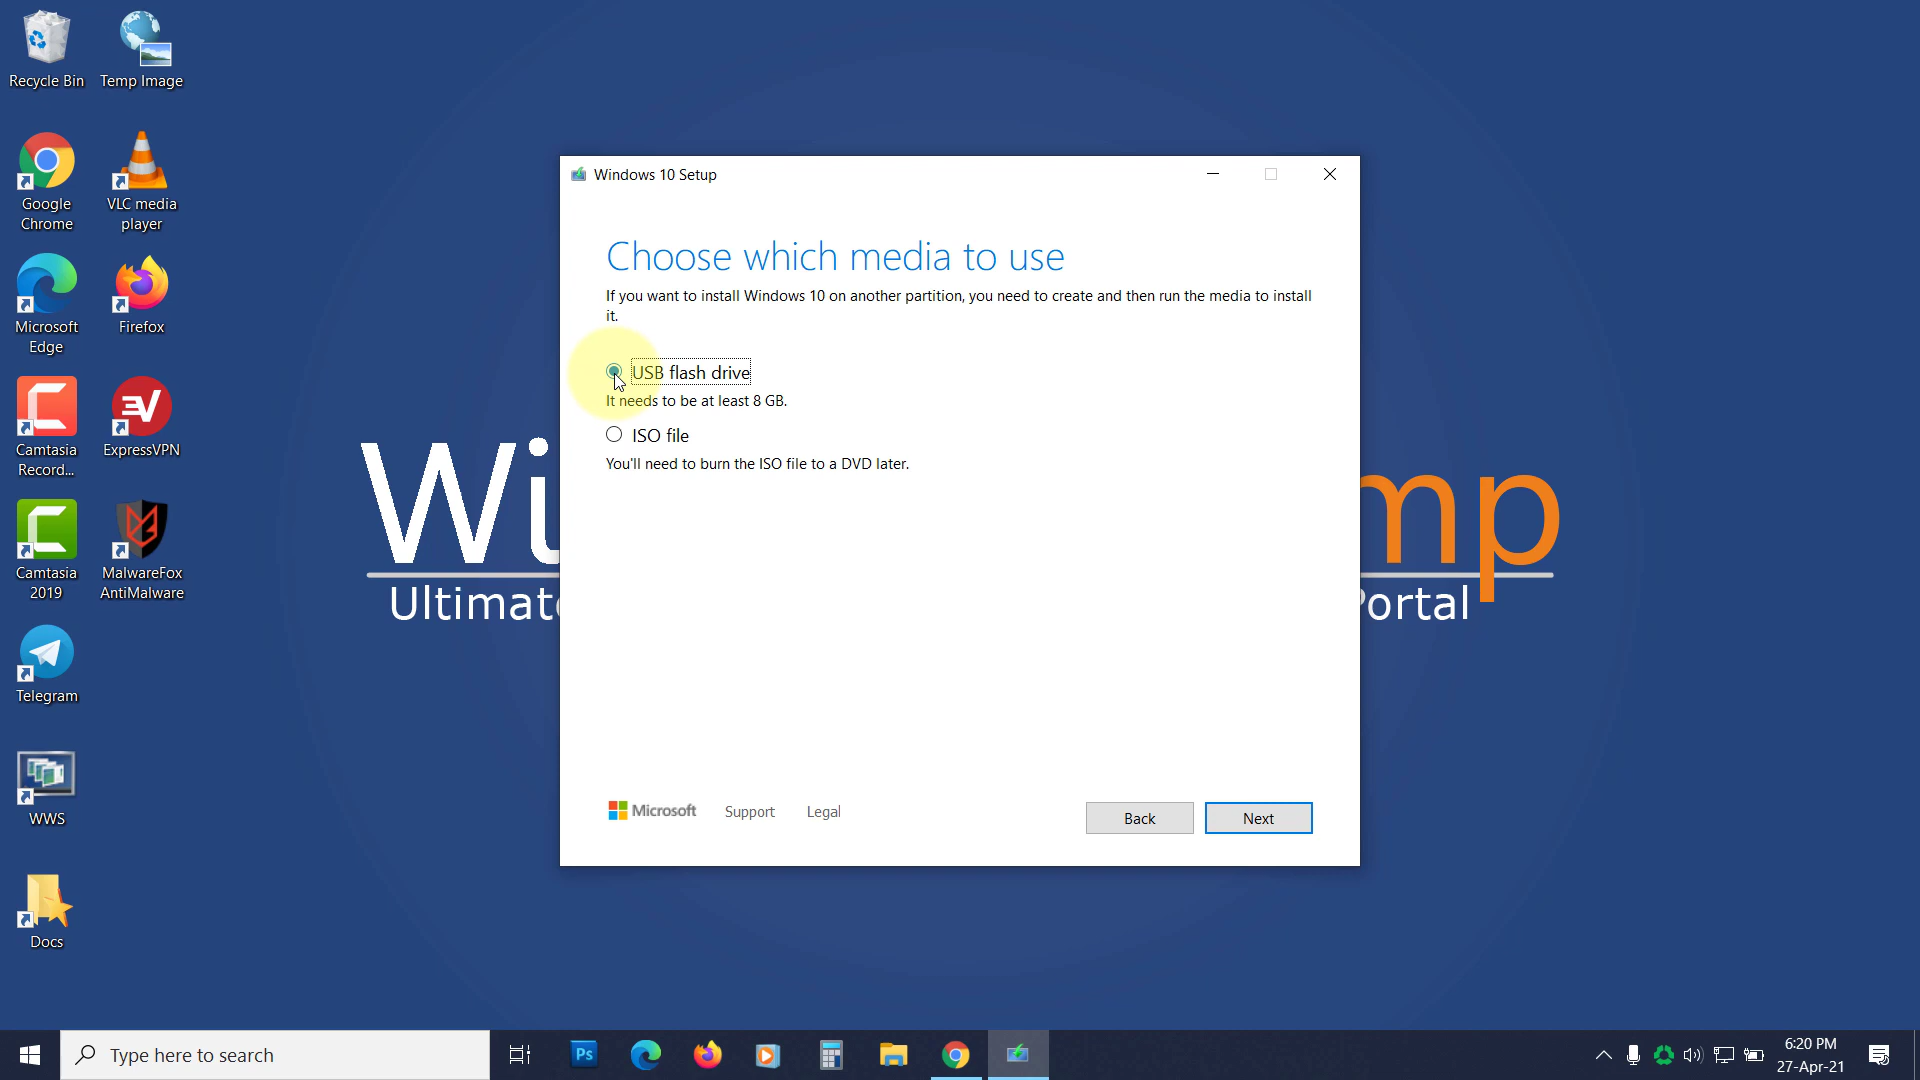 Recycle Bin
Temp Image
Google
Chrome
VLC media
player
Microsoft
Edge
Firefox
Camtasia
Record...
ExpressVPN
Camtasia
2019
MalwareFox
AntiMalware
Telegram
WWS
Docs
Wi
mp
Ultimat
Portal
Windows 10 Setup
Choose which media to use
If you want to install Windows 10 on another partition, you need to create and then run the media to install
it.
USB flash drive
It needs to be at least 8 GB.
ISO file
You'll need to burn the ISO file to a DVD later.
Microsoft
Support
Legal
Back
Next
Type here to search
Ps
6:20 PM
27-Apr-21